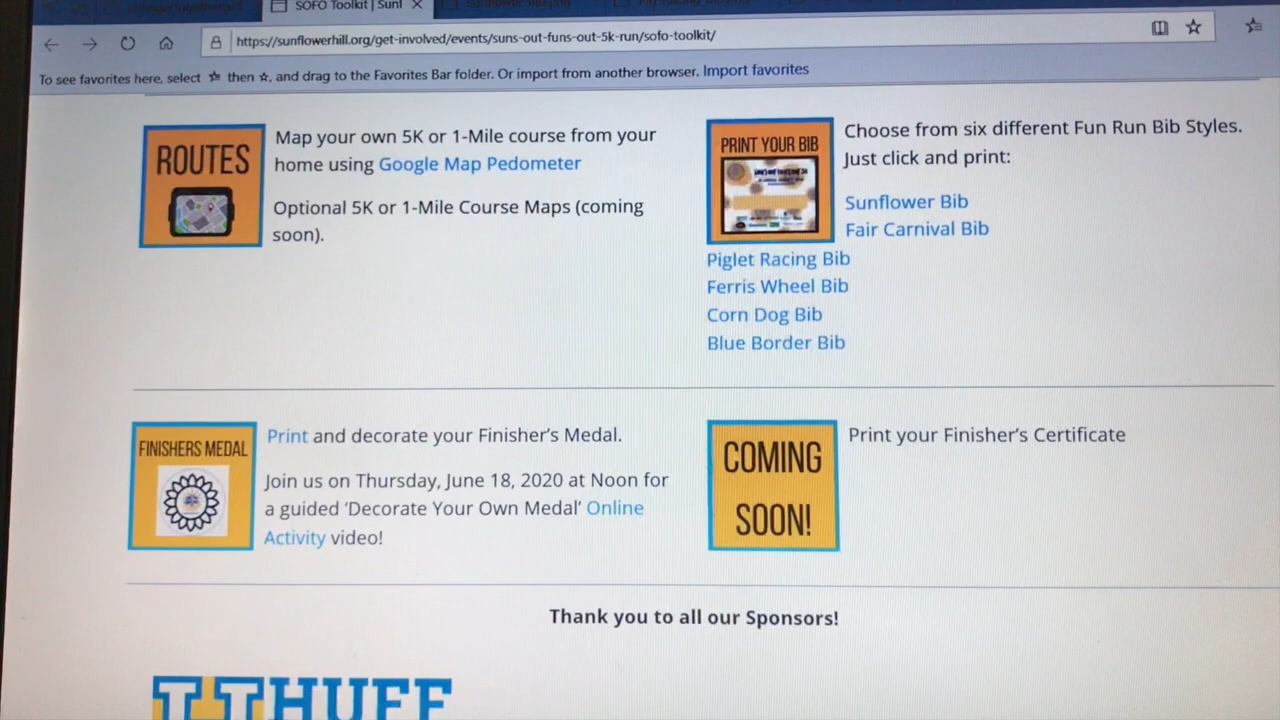 SOFO Toolkit | Sunf
https://sunflowerhill.org/get-involved/events/suns-out-funs-out-5k-run/sofo-toolkit/
To see favorites here, select then , and drag to the Favorites Bar folder. Or import from another browser. Import favorites
ROUTES
Map your own 5K or 1-Mile course from your
home using Google Map Pedometer
Optional 5K or 1-Mile Course Maps (coming
soon).
PRINT YOUR BIB
Choose from six different Fun Run Bib Styles.
Just click and print:
Sunflower Bib
Fair Carnival Bib
Piglet Racing Bib
Ferris Wheel Bib
Corn Dog Bib
Blue Border Bib
FINISHERS MEDAL
Print and decorate your Finisher’s Medal.
Join us on Thursday, June 18, 2020 at Noon for
a guided ‘Decorate Your Own Medal’ Online
Activity video!
COMING
SOON!
Print your Finisher’s Certificate
Thank you to all our Sponsors!
HUFF